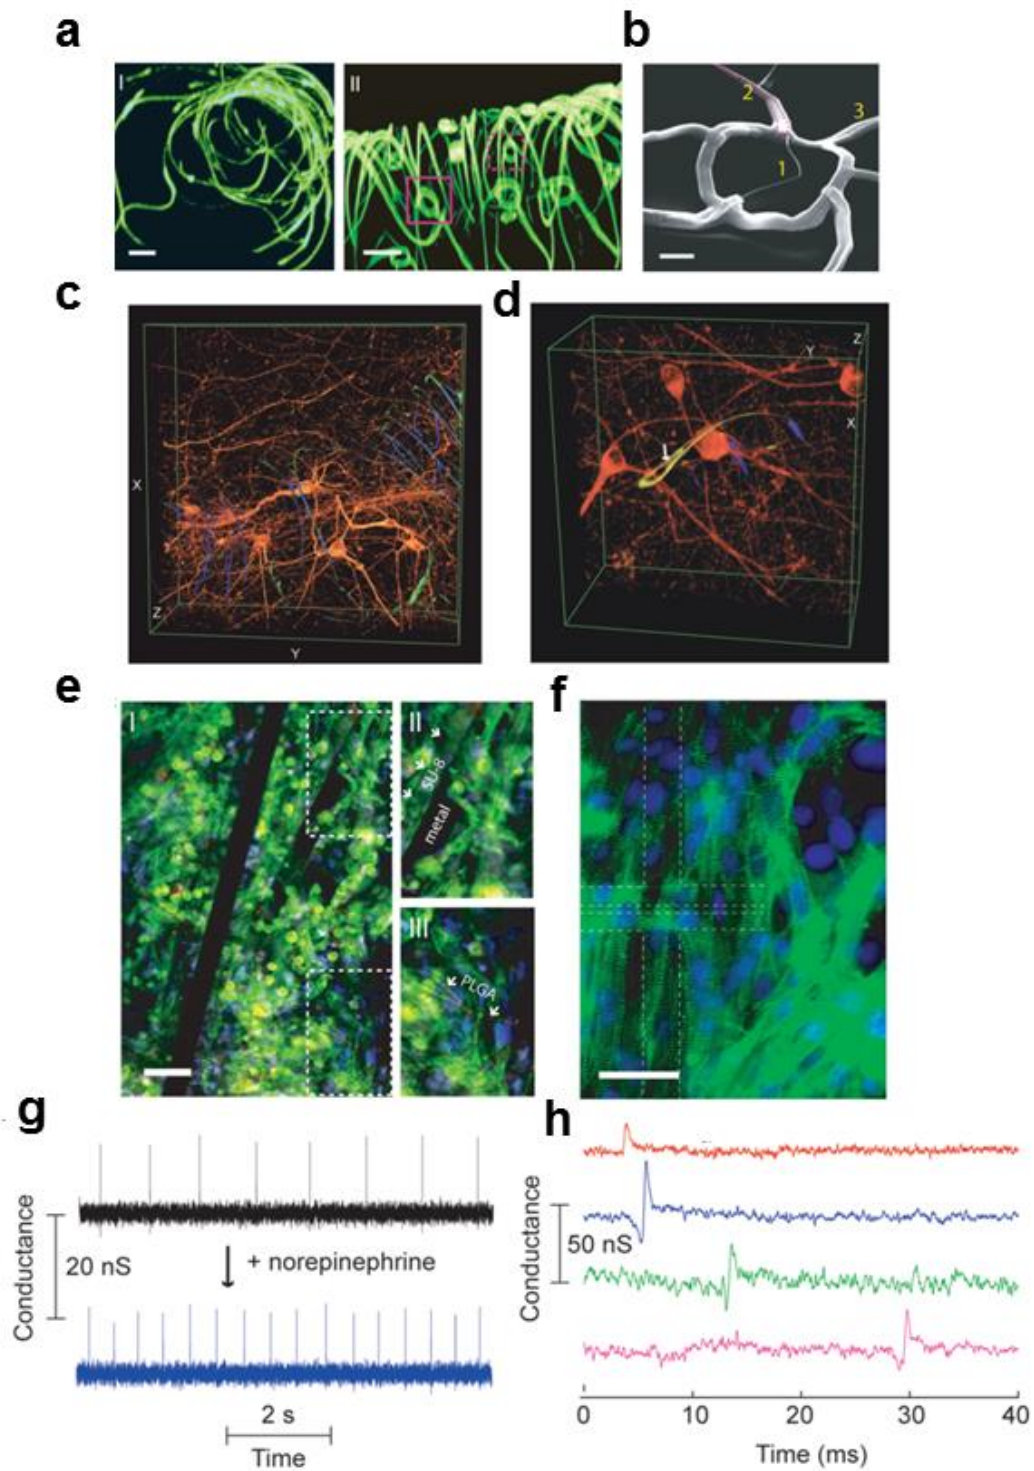 a
b
I
II
2
3
1
c
d
X
Z
Y
Z
Y
X
e
f
I
II
SU-8
metal
III
PLGA
g
h
Conductance
20 nS
+ norepinephrine
2 s
Time
Conductance
50 nS
0 10 20 30 40
Time (ms)